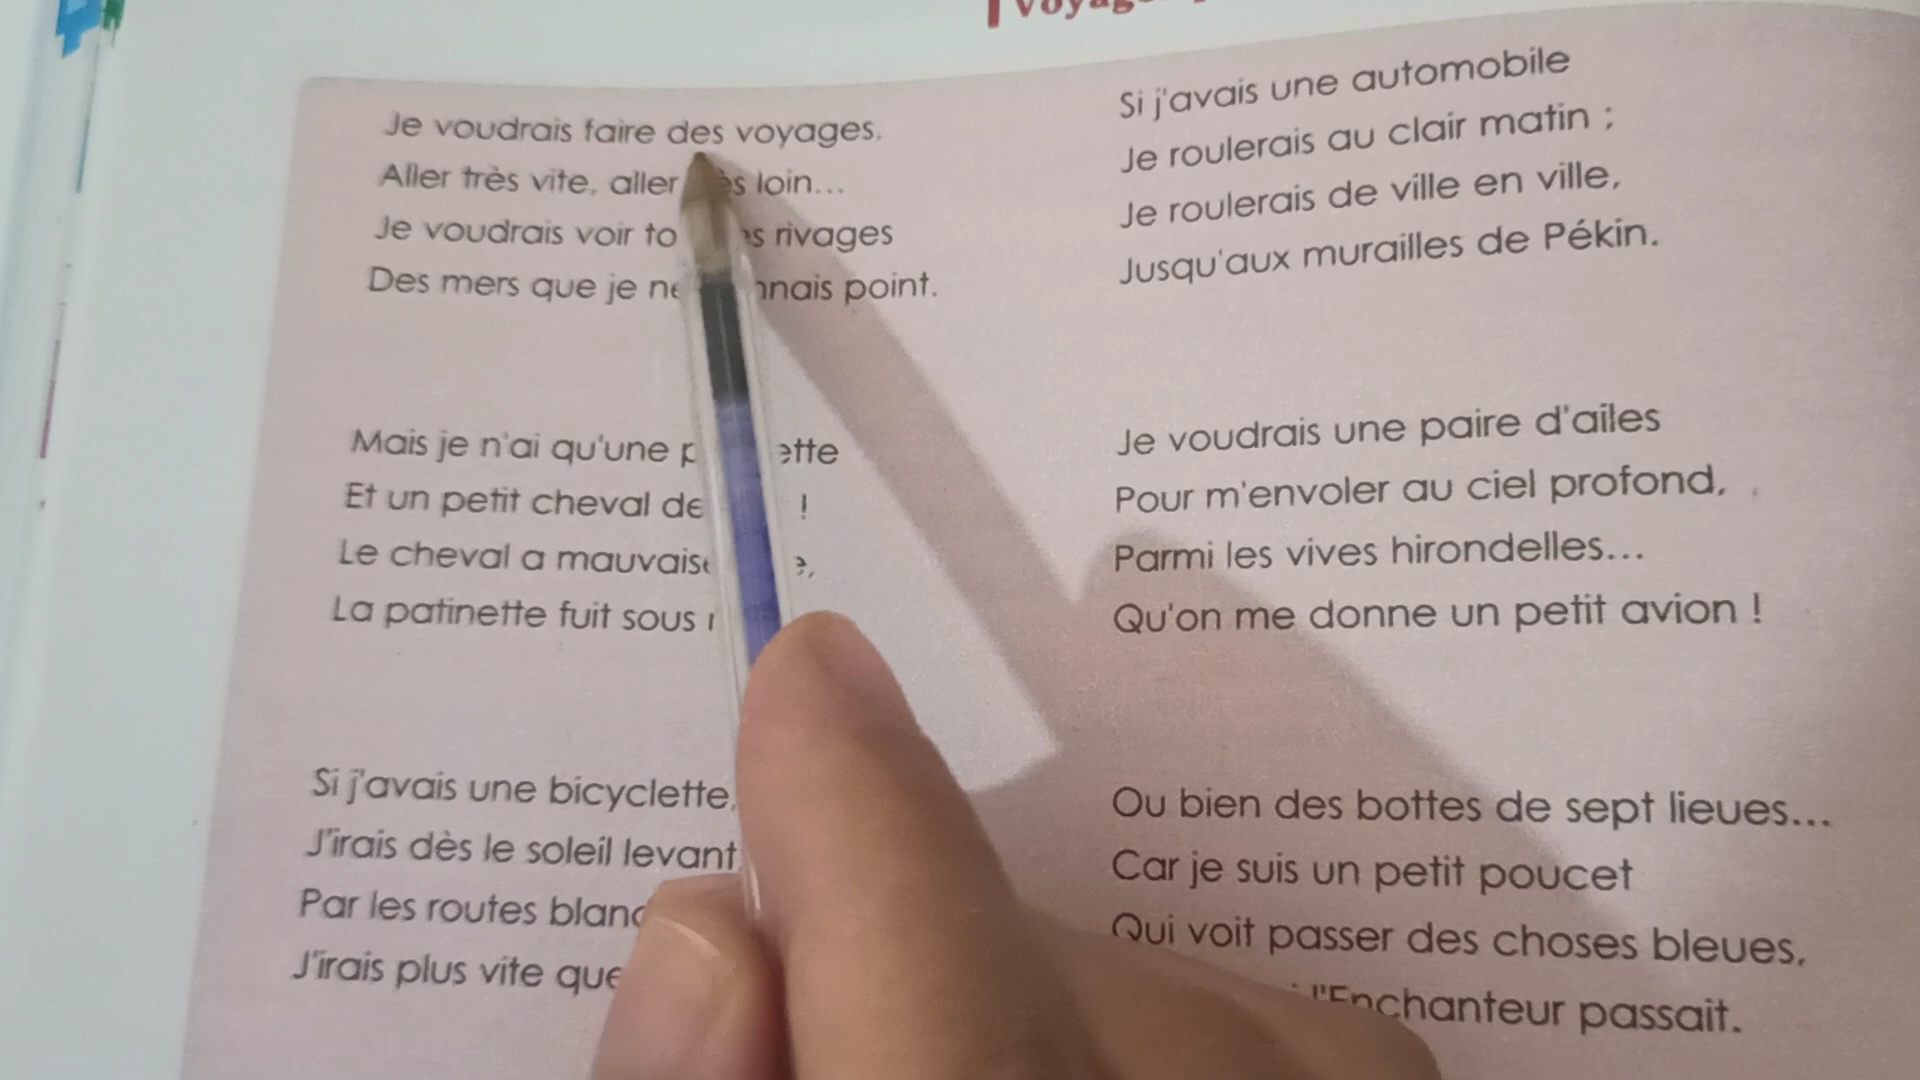 Je voudrais faire des voyages,
Aller très vite, aller loin...
Je voudrais voir rivages
Des mers que je point.
Mais je n'ai qu'une
Et un petit cheval de !
Le cheval a
La patinette fuit sous
Si j'avais une bicyclette,
J'irais dès le soleil levant
Par les routes
J'irais plus vite que
Si j'avais une automobile
Je roulerais au clair matin ;
Je roulerais de ville en ville,
Jusqu'aux murailles de Pékin.
Je voudrais une paire d'ailes
Pour m'envoler au ciel profond,
Parmi les vives hirondelles...
Qu'on me donne un petit avion !
Ou bien des bottes de sept lieues...
Car je suis un petit poucet
Qui voit passer des choses bleues,
l'Enchanteur passait.